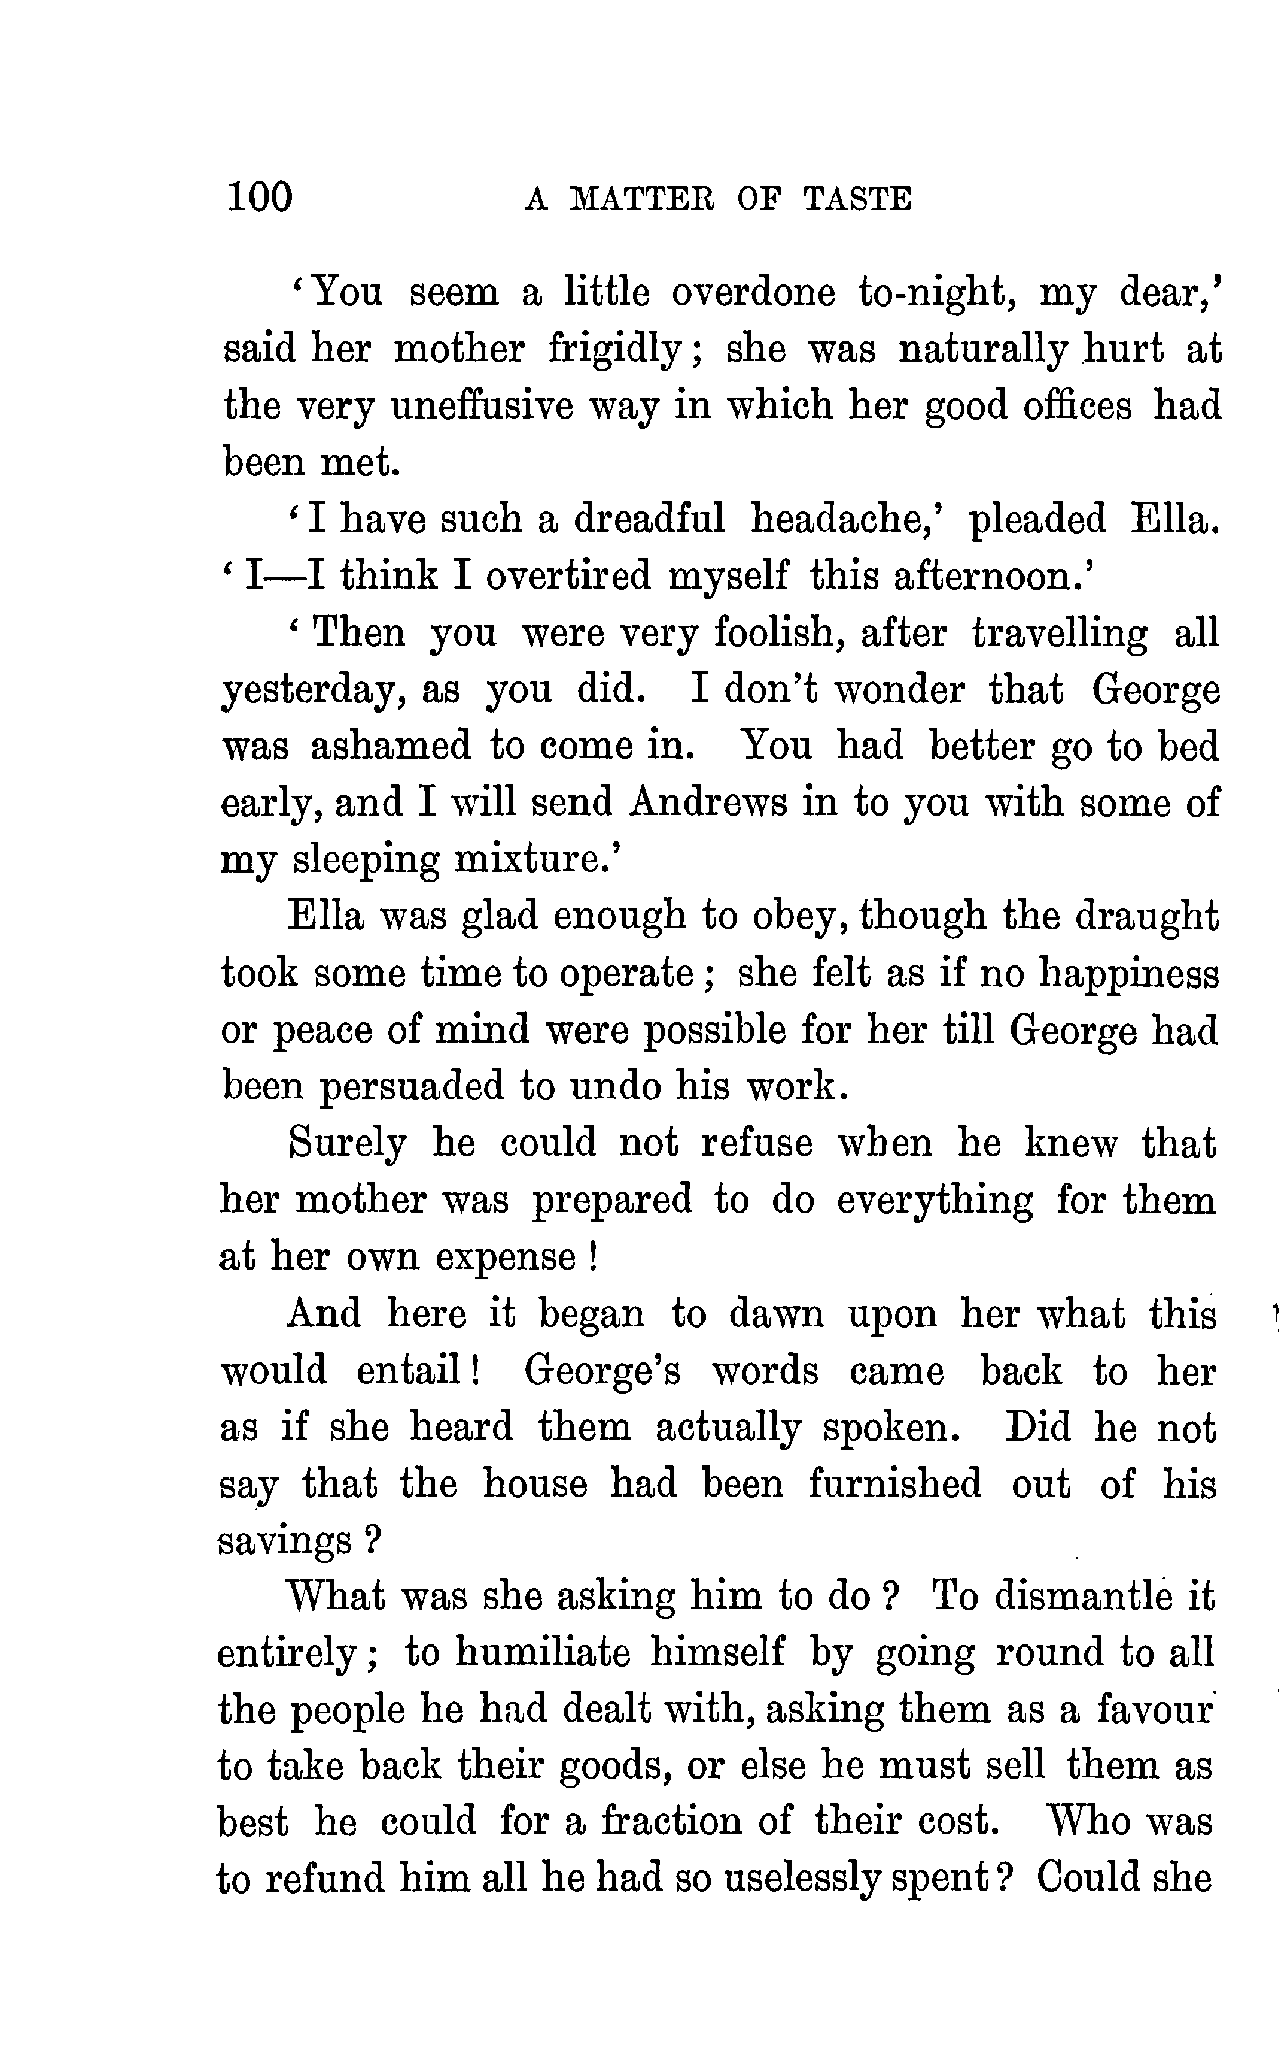 100 A MATTER OF TASTE
‘You seem a little overdone to-night, my dear,’
said her mother frigidly; she was naturally hurt at
the very uneffusive way in which her good offices had
been met.
‘I have such a dreadful headache,’ pleaded Ella.
‘I—I think I overtired myself this afternoon.’
‘Then you were very foolish, after travelling all
yesterday, as you did. I don’t wonder that George
was ashamed to come in. You had better go to bed
early, and I will send Andrews in to you with some of
my sleeping mixture.’
Ella was glad enough to obey, though the draught
took some time to operate; she felt as if no happiness
or peace of mind were possible for her till George had
been persuaded to undo his work.
Surely he could not refuse when he knew that
her mother was prepared to do everything for them
at her own expense!
And here it began to dawn upon her what this
would entail! George’s words came back to her
as if she heard them actually spoken. Did he not
say that the house had been furnished out of his
savings?
What was she asking him to do? To dismantle it
entirely; to humiliate himself by going round to all
the people he had dealt with, asking them as a favour
to take back their goods, or else he must sell them as
best he could for a fraction of their cost. Who was
to refund him all he had so uselessly spent? Could she